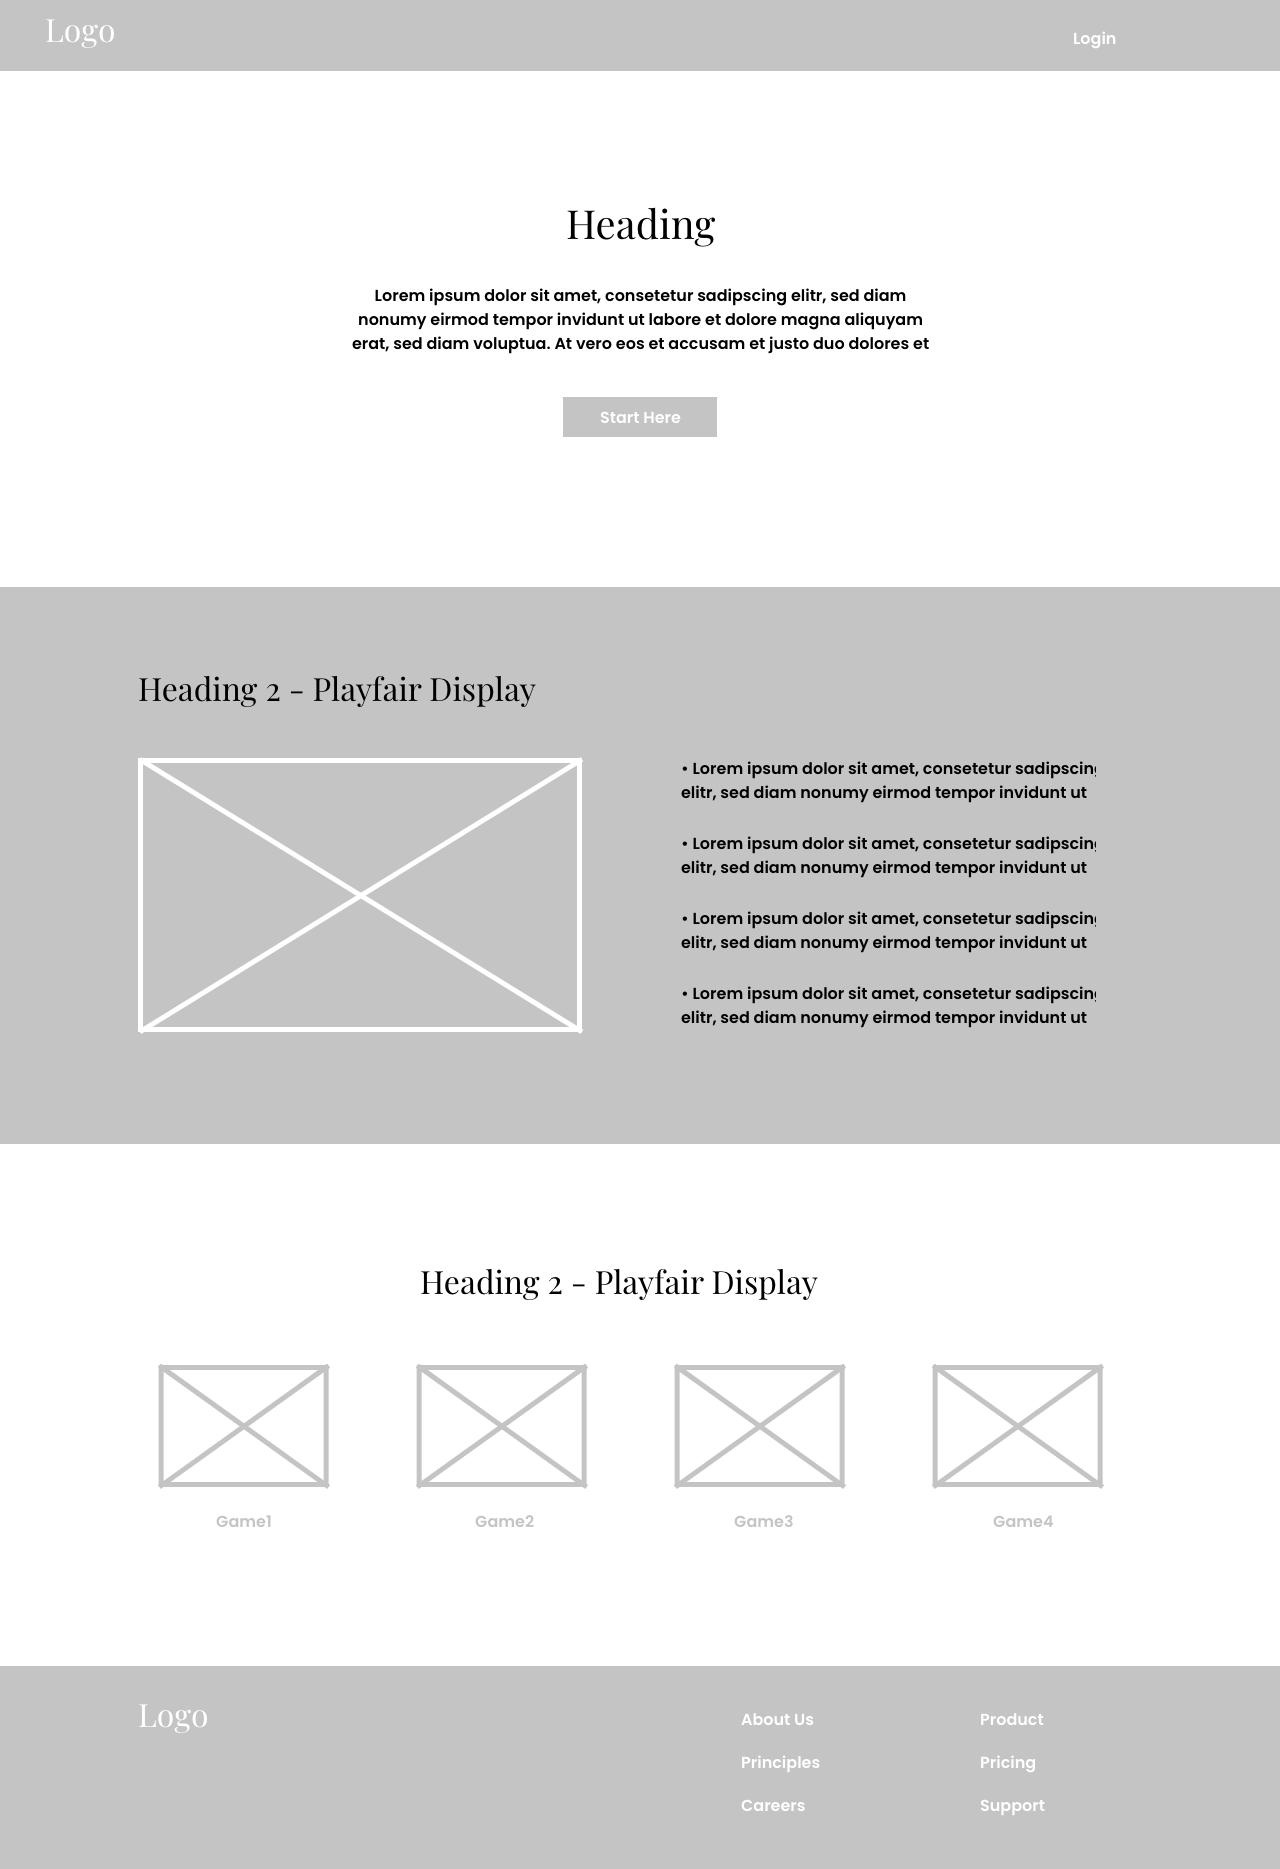 Logo
Login
Heading
Lorem ipsum dolor sit amet, consetetur sadipscing elitr, sed diam
nonumy eirmod tempor invidunt ut labore et dolore magna aliquyam
erat, sed diam voluptua. At vero eos et accusam et justo duo dolores et
Start Here
Heading 2 - Playfair Display
• Lorem ipsum dolor sit amet, consetetur sadipscing
elitr, sed diam nonumy eirmod tempor invidunt ut
• Lorem ipsum dolor sit amet, consetetur sadipscing
elitr, sed diam nonumy eirmod tempor invidunt ut
• Lorem ipsum dolor sit amet, consetetur sadipscing
elitr, sed diam nonumy eirmod tempor invidunt ut
• Lorem ipsum dolor sit amet, consetetur sadipscing
elitr, sed diam nonumy eirmod tempor invidunt ut
Heading 2 - Playfair Display
Game1
Game2
Game3
Game4
Logo
About Us
Principles
Careers
Product
Pricing
Support